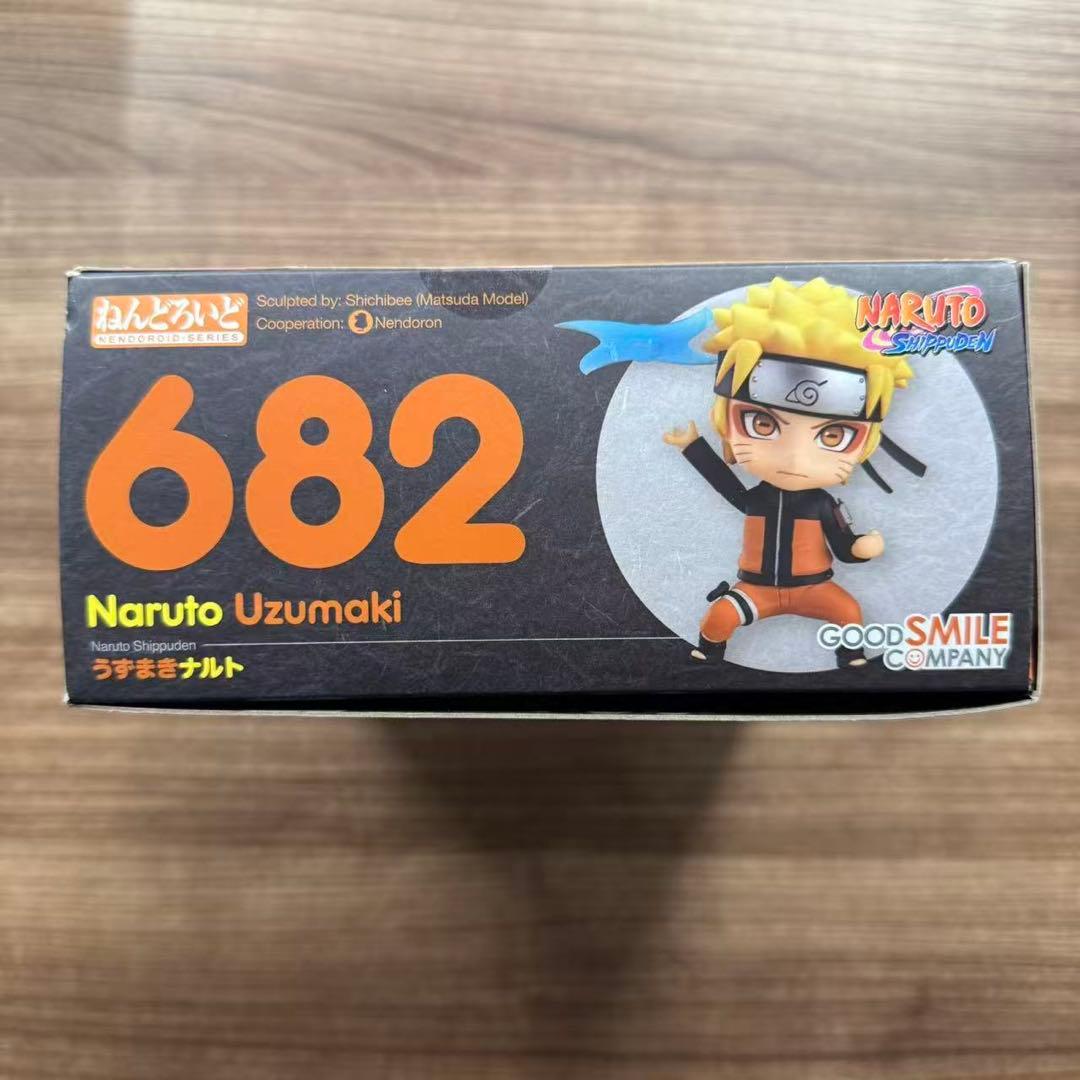 ねんどろいど
NENDOROID-SERIES
Sculpted by: Shichibee (Matsuda Model)
Cooperation: Nendoron
NARUTO
SHIPPUDEN
682
Naruto Uzumaki
Naruto Shippuden
うずまきナルト
GOOD SMILE
COMPANY